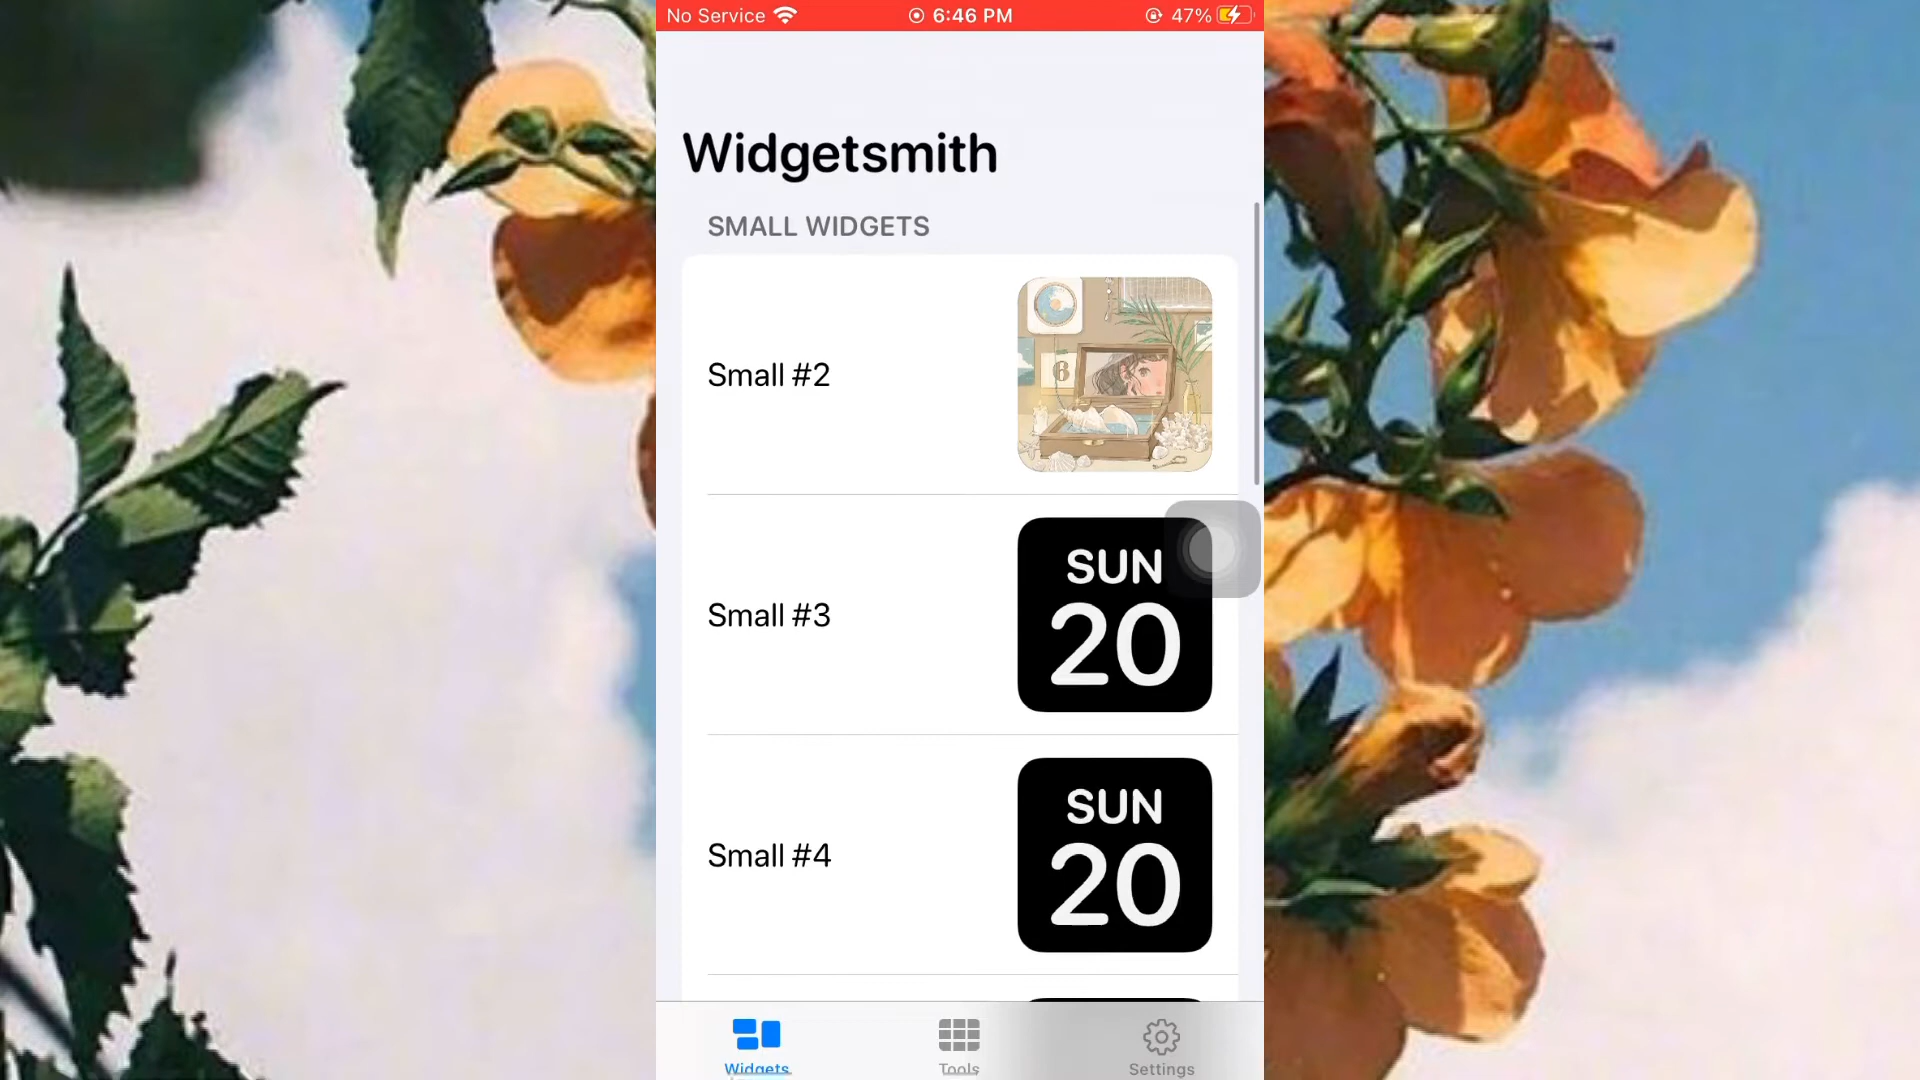 No Service 6:46 PM 47%
Widgetsmith
SMALL WIDGETS
Small #2
6
Small #3
SUN
20
Small #4
SUN
20
Widgets Tools Settings